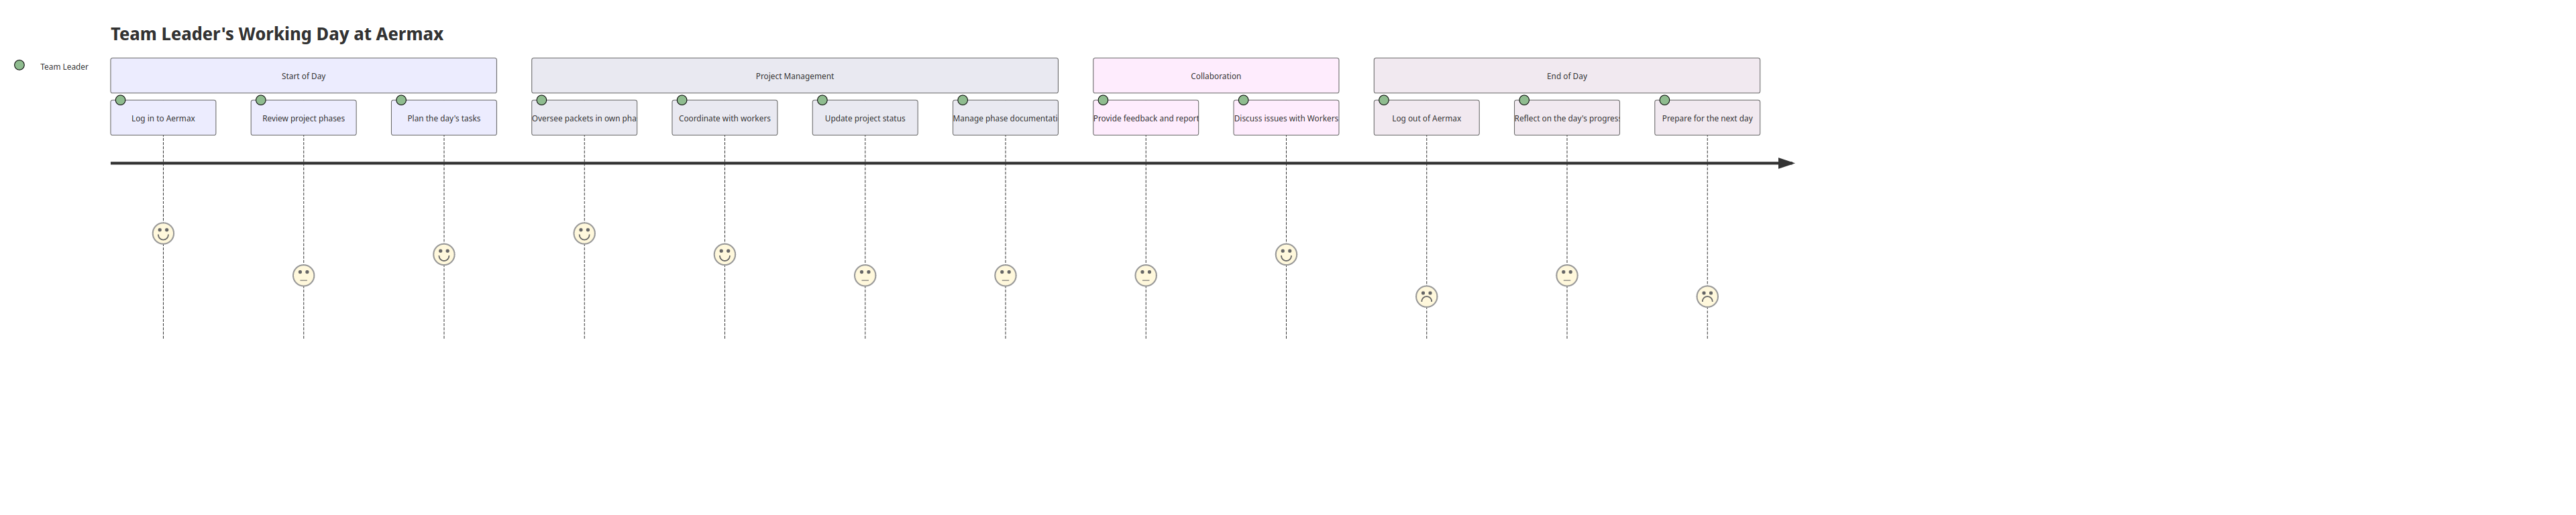 Team Leader's Working Day at Aermax
Team Leader
Start of Day
Project Management
Collaboration
End of Day
Log in to Aermax
Review project phases
Plan the day's tasks
Oversee packets in own pha
Coordinate with workers
Update project status
Manage phase documentati
Provide feedback and report
Discuss issues with Workers
Log out of Aermax
Reflect on the day's progres
Prepare for the next day